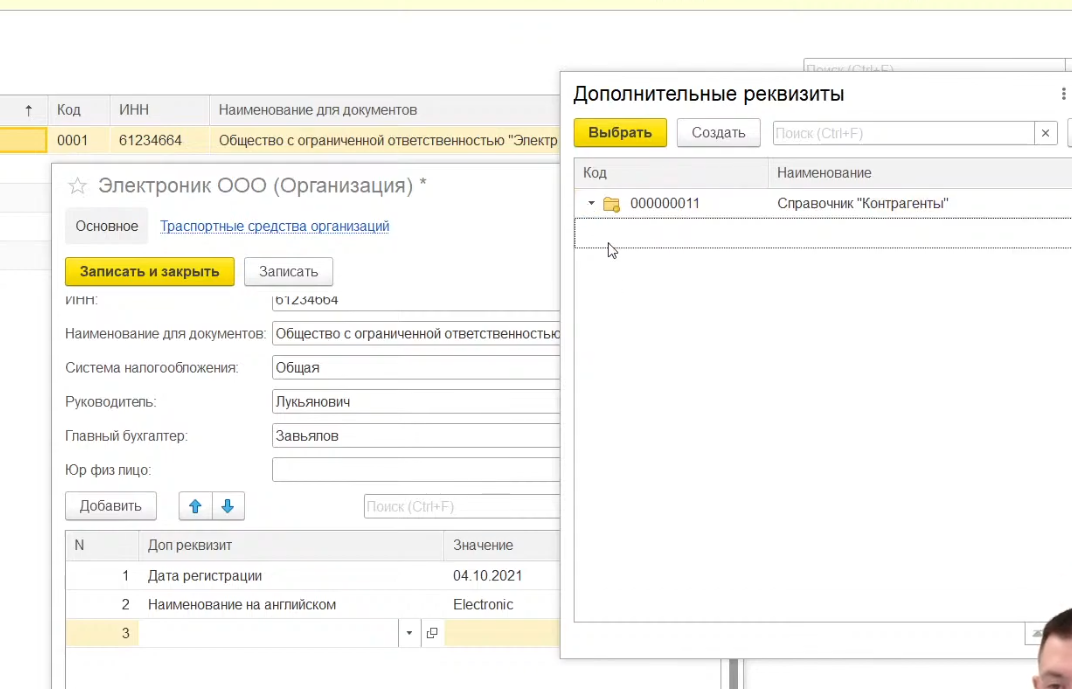 Поиск (Ctrl+F)
Код ИНН Наименование для документов
0001 61234664 Общество с ограниченной ответственностью "Электр
Электроник ООО (Организация) *
Основное Траспортные средства организаций
Записать и закрыть Записать
ИНН: 61234664
Наименование для документов: Общество с ограниченной ответственностью
Система налогообложения: Общая
Руководитель: Лукьянович
Главный бухгалтер: Завьялов
Юр физ лицо:
Добавить Поиск (Ctrl+F)
N Доп реквизит Значение
1 Дата регистрации 04.10.2021
2 Наименование на английском Electronic
3
Дополнительные реквизиты
Выбрать Создать Поиск (Ctrl+F)
Код Наименование
000000011 Справочник "Контрагенты"